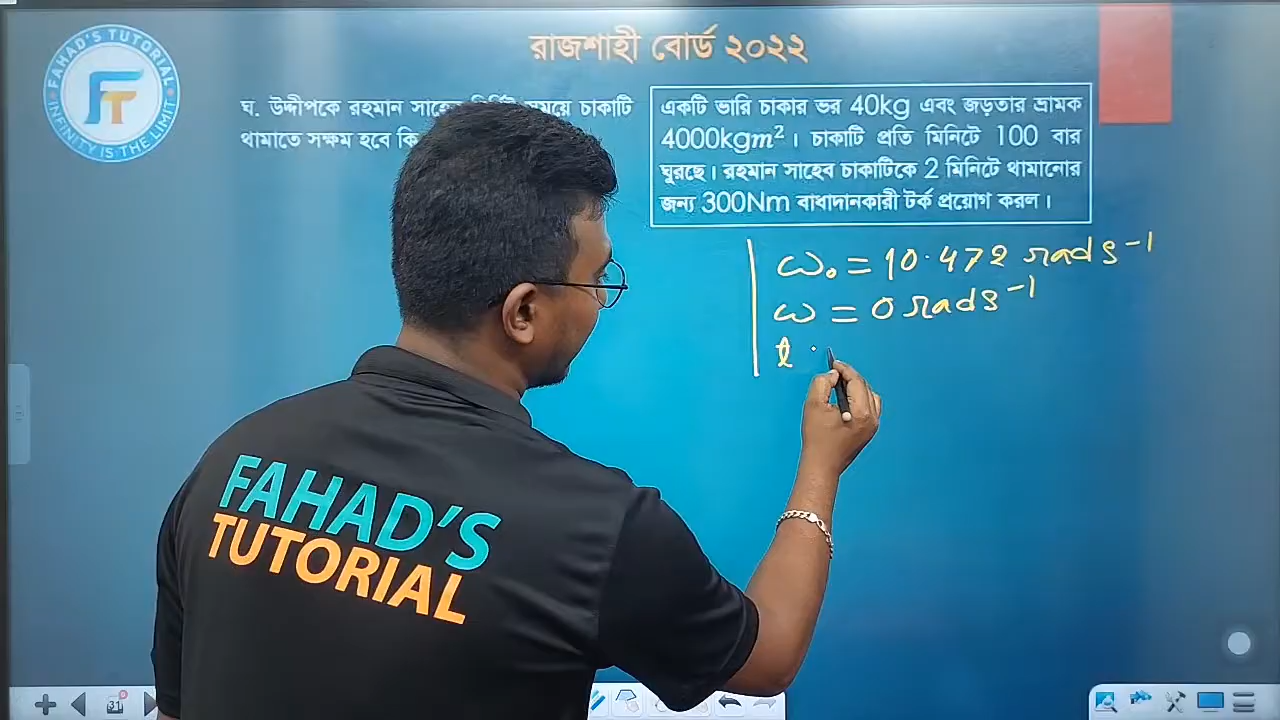 FAHAD'S TUTORIAL
INFINITY IS THE LIMIT
FT
রাজশাহী বোর্ড ২০২২
ঘ. উদ্দীপকে রহমান সময়ে চাকাটি
থামাতে সক্ষম হবে কি
একটি ভারি চাকার ভর 40kg এবং জড়তার ভ্রামক
4000kgm². । চাকাটি প্রতি মিনিটে 100 বার
ঘুরছে। রহমান সাহেব চাকাটিকে 2 মিনিটে থামানোর
জন্য 300Nm বাধাদানকারী টর্ক প্রয়োগ করল।
ω₀ = 10.472 rad s⁻¹
ω = 0 rad s⁻¹
t
FAHAD'S
TUTORIAL
31